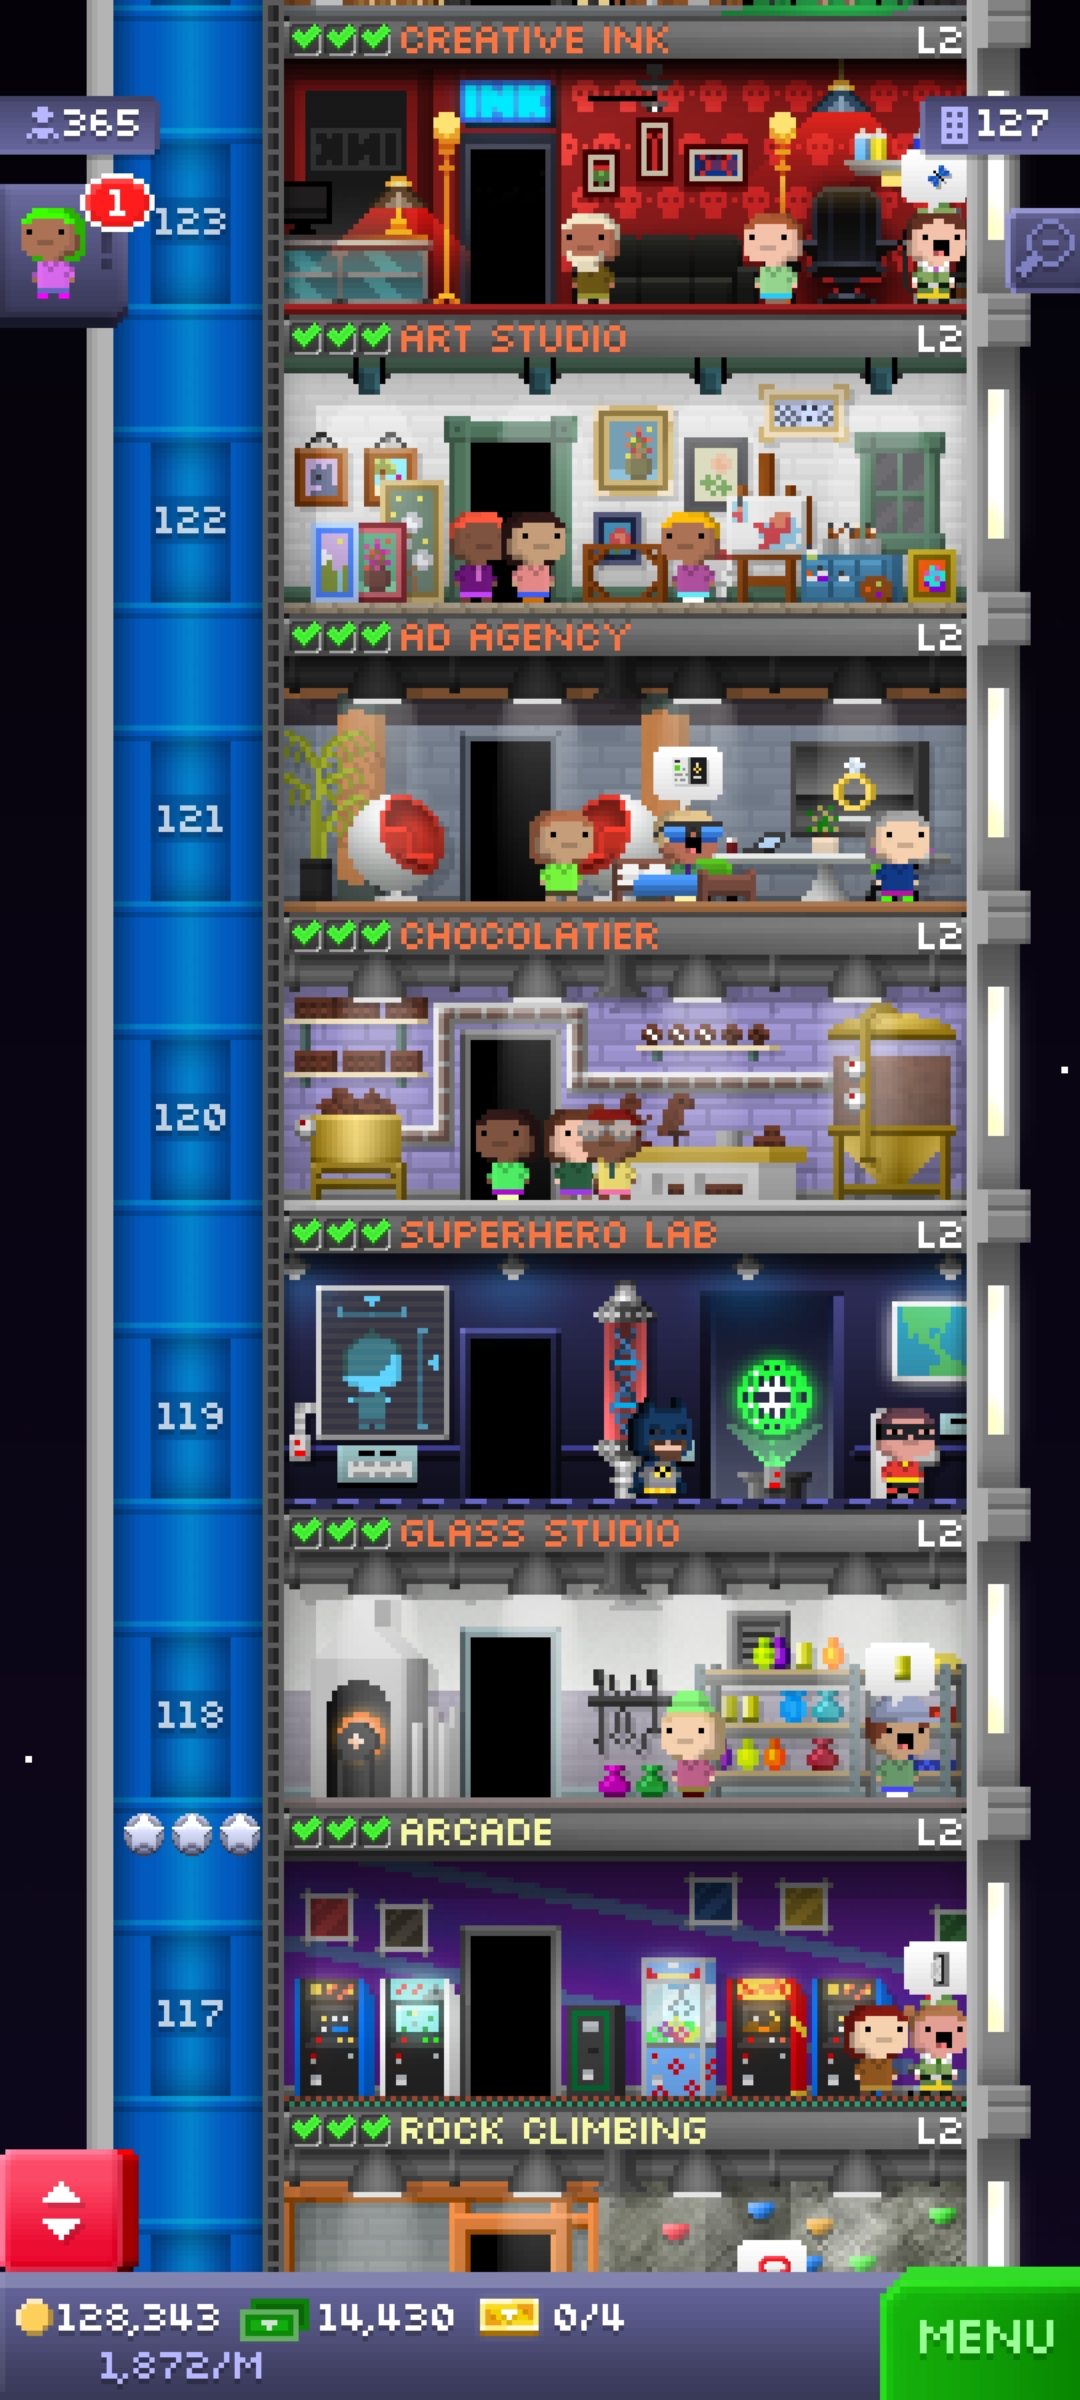 CREATIVE INK L2
INK
365
127
1
123
ART STUDIO L2
122
AD AGENCY L2
121
CHOCOLATIER L2
120
SUPERHERO LAB L2
119
GLASS STUDIO L2
118
ARCADE L2
117
ROCK CLIMBING L2
128,343 14,430 0/4
1,872/M
MENU